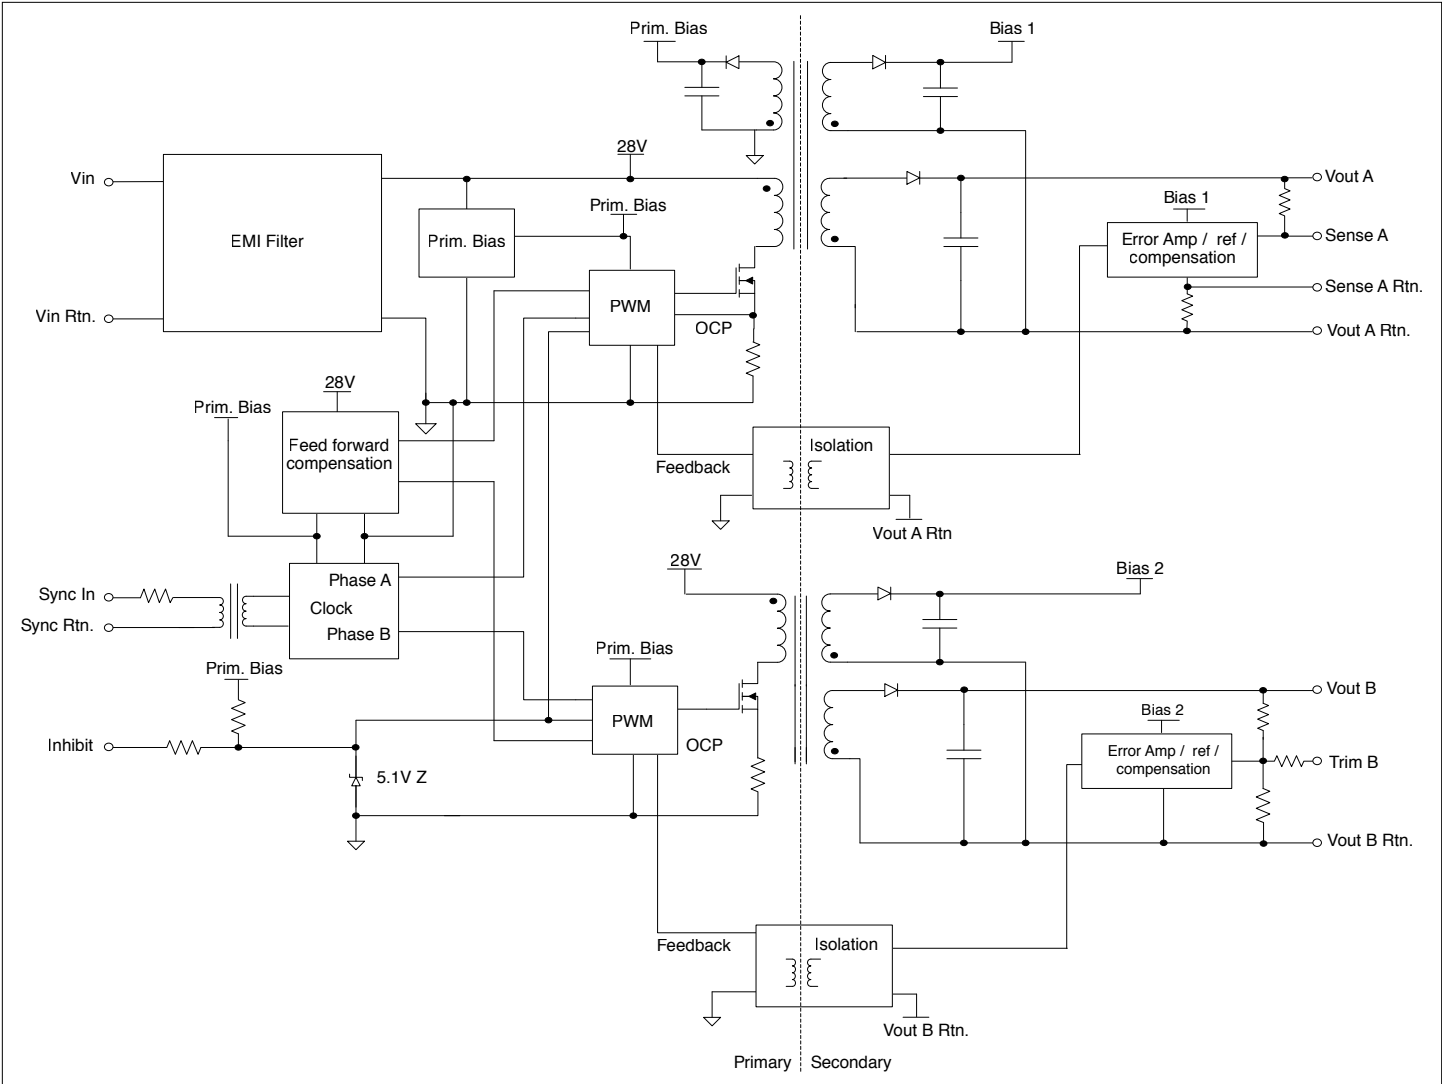 Prim. Bias
Bias 1
28V
Vin
Vout A
Prim. Bias
Bias 1
EMI Filter
Prim. Bias
Error Amp / ref /
compensation
Sense A
Sense A Rtn.
PWM
Vin Rtn.
OCP
Vout A Rtn.
28V
Prim. Bias
Feed forward
compensation
Isolation
Feedback
Vout A Rtn
28V
Bias 2
Phase A
Sync In
Clock
Sync Rtn.
Phase B
Prim. Bias
Prim. Bias
Vout B
Bias 2
PWM
Inhibit
OCP
Error Amp / ref /
compensation
Trim B
5.1V Z
Vout B Rtn.
Feedback
Isolation
Vout B Rtn.
Primary
Secondary